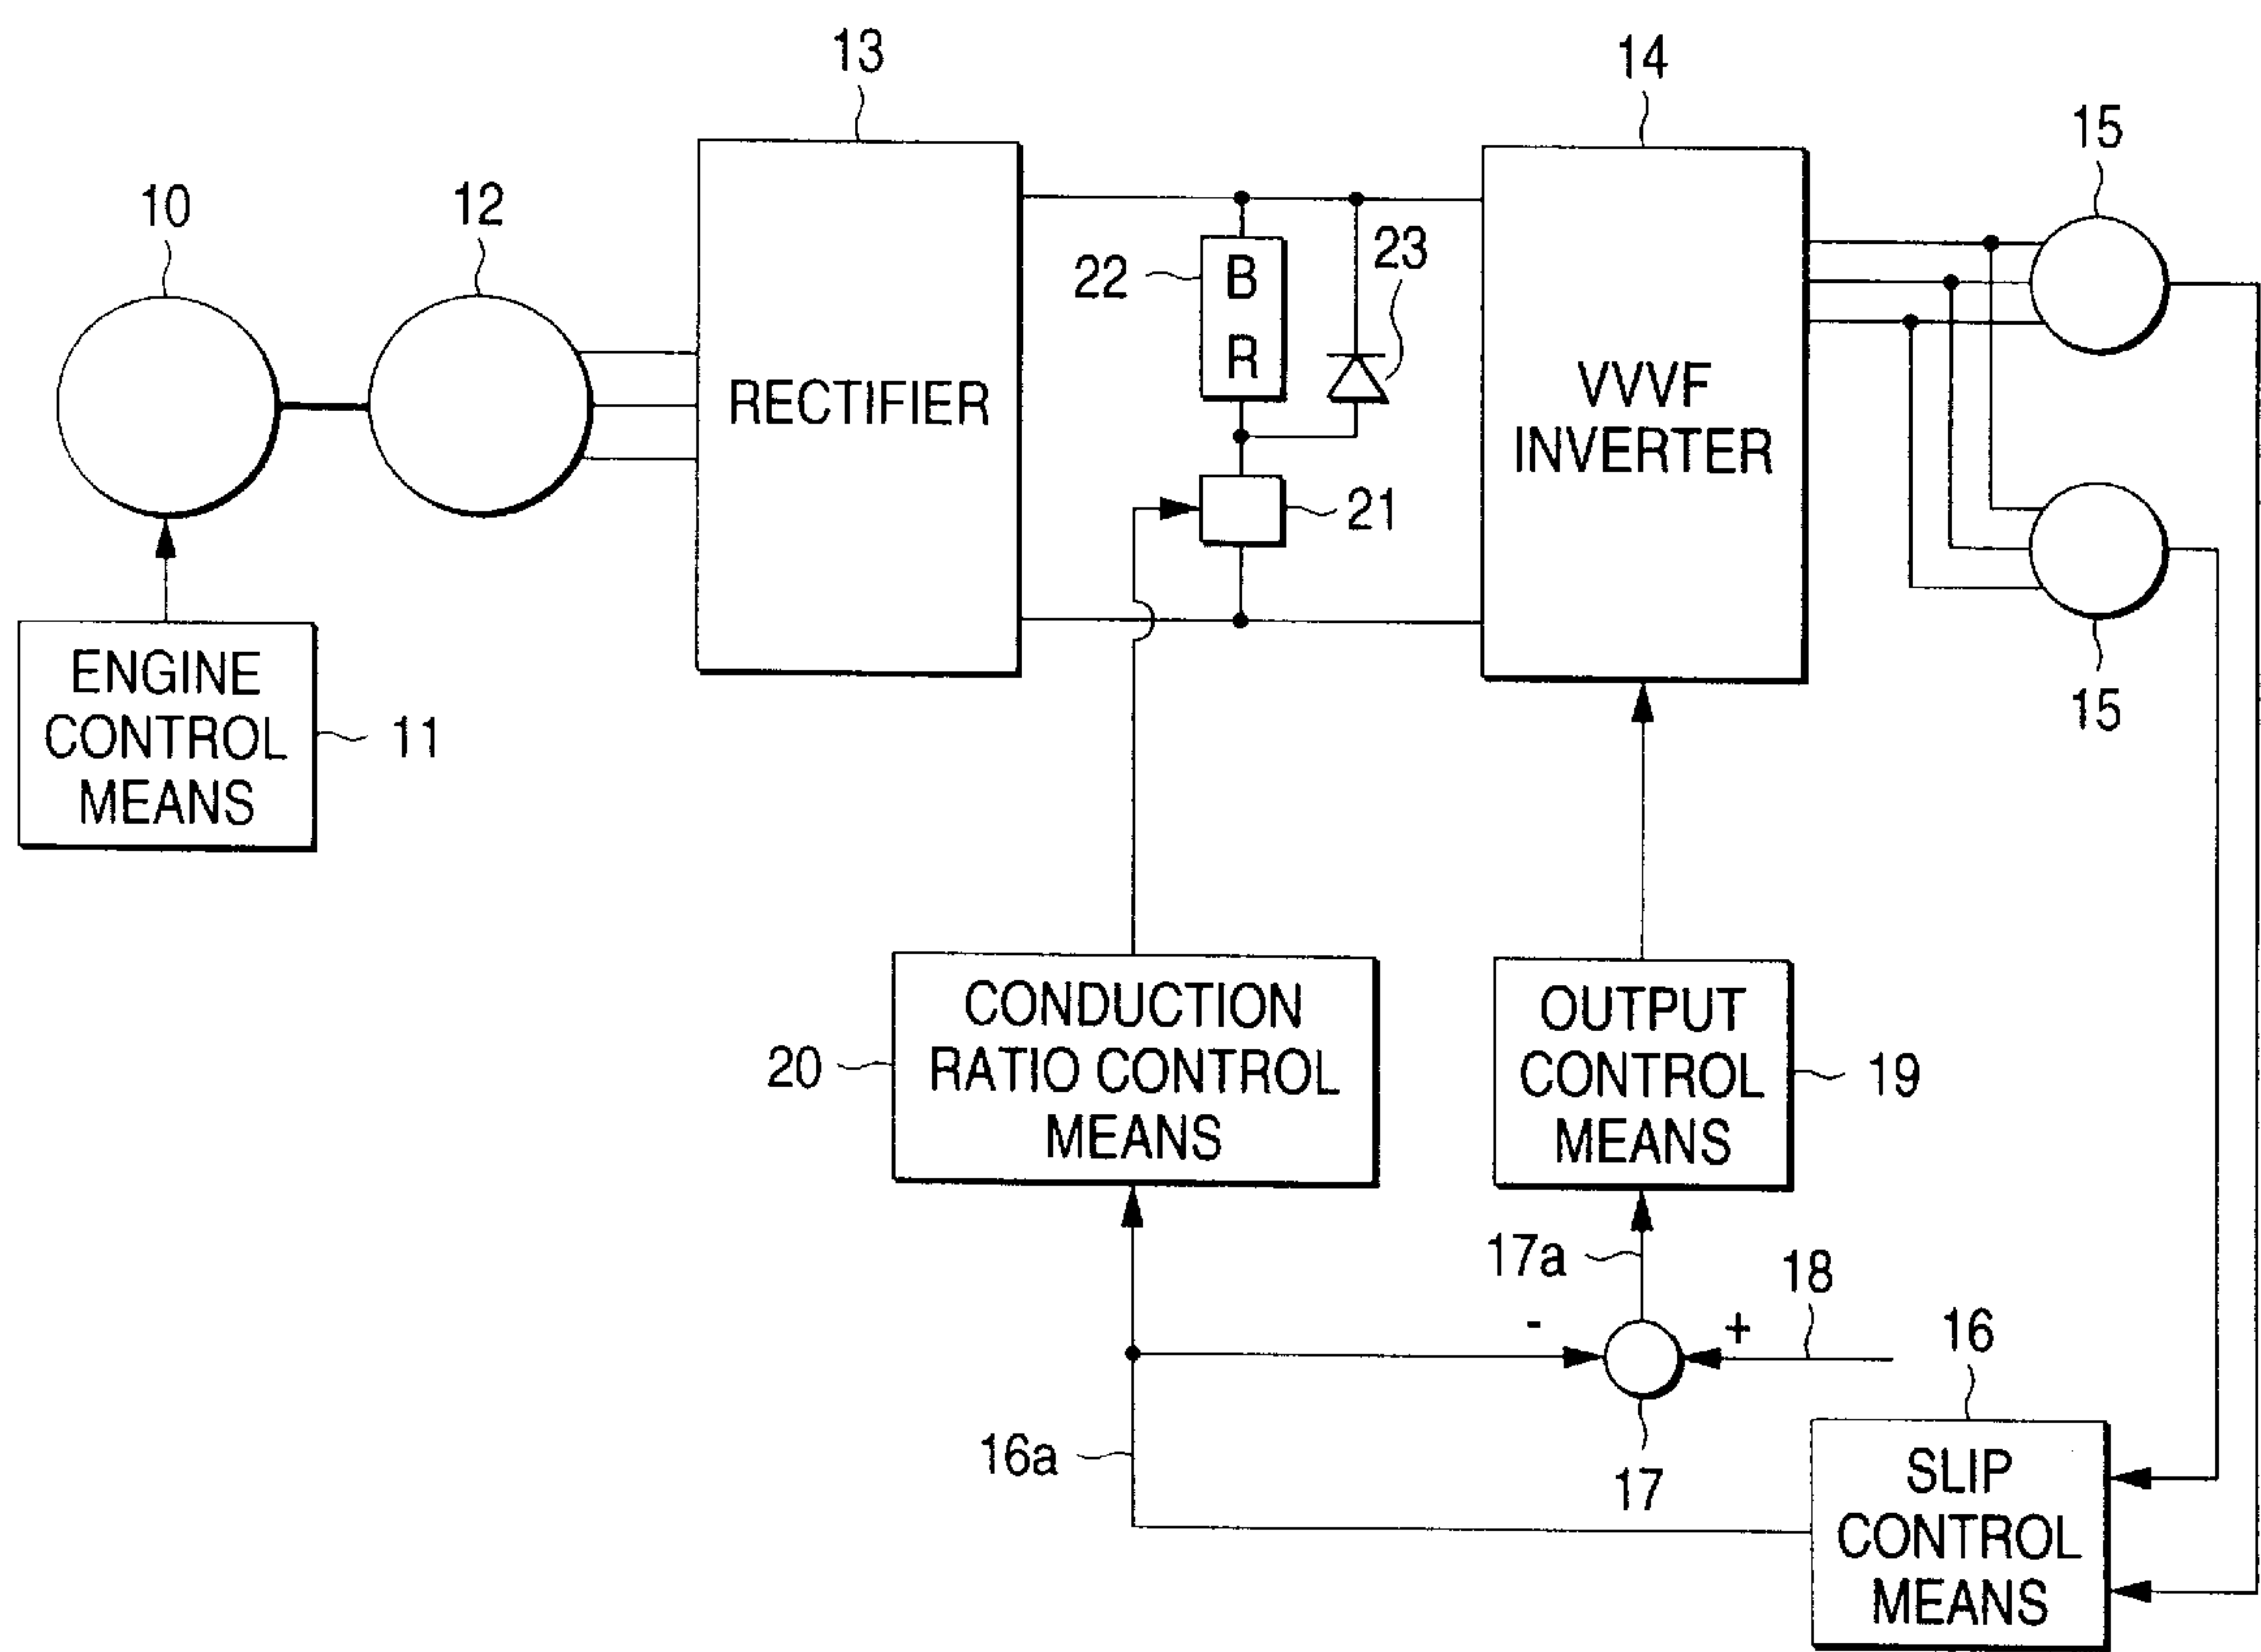 13
14
15
10
12
23
22
B
R
RECTIFIER
VVVF
INVERTER
21
ENGINE
CONTROL
MEANS
11
15
CONDUCTION
RATIO CONTROL
MEANS
20
OUTPUT
CONTROL
MEANS
19
17a
18
-
+
16
16a
17
SLIP
CONTROL
MEANS